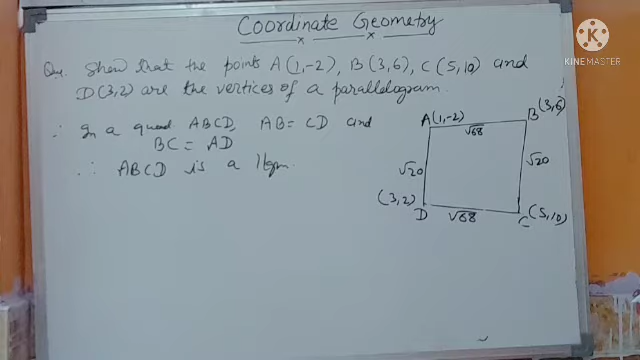 Coordinate Geometry
KINEMASTER
Que. Show that the points A(1,-2), B(3,6), C(5,10) and
D(3,2) are the vertices of a parallelogram.
∴ In a quad ABCD, AB = CD and
BC = AD
∴ ABCD is a ||gm.
A(1,-2)
B(3,6)
√68
√20
√20
(3,2)
D
√68
C(5,10)